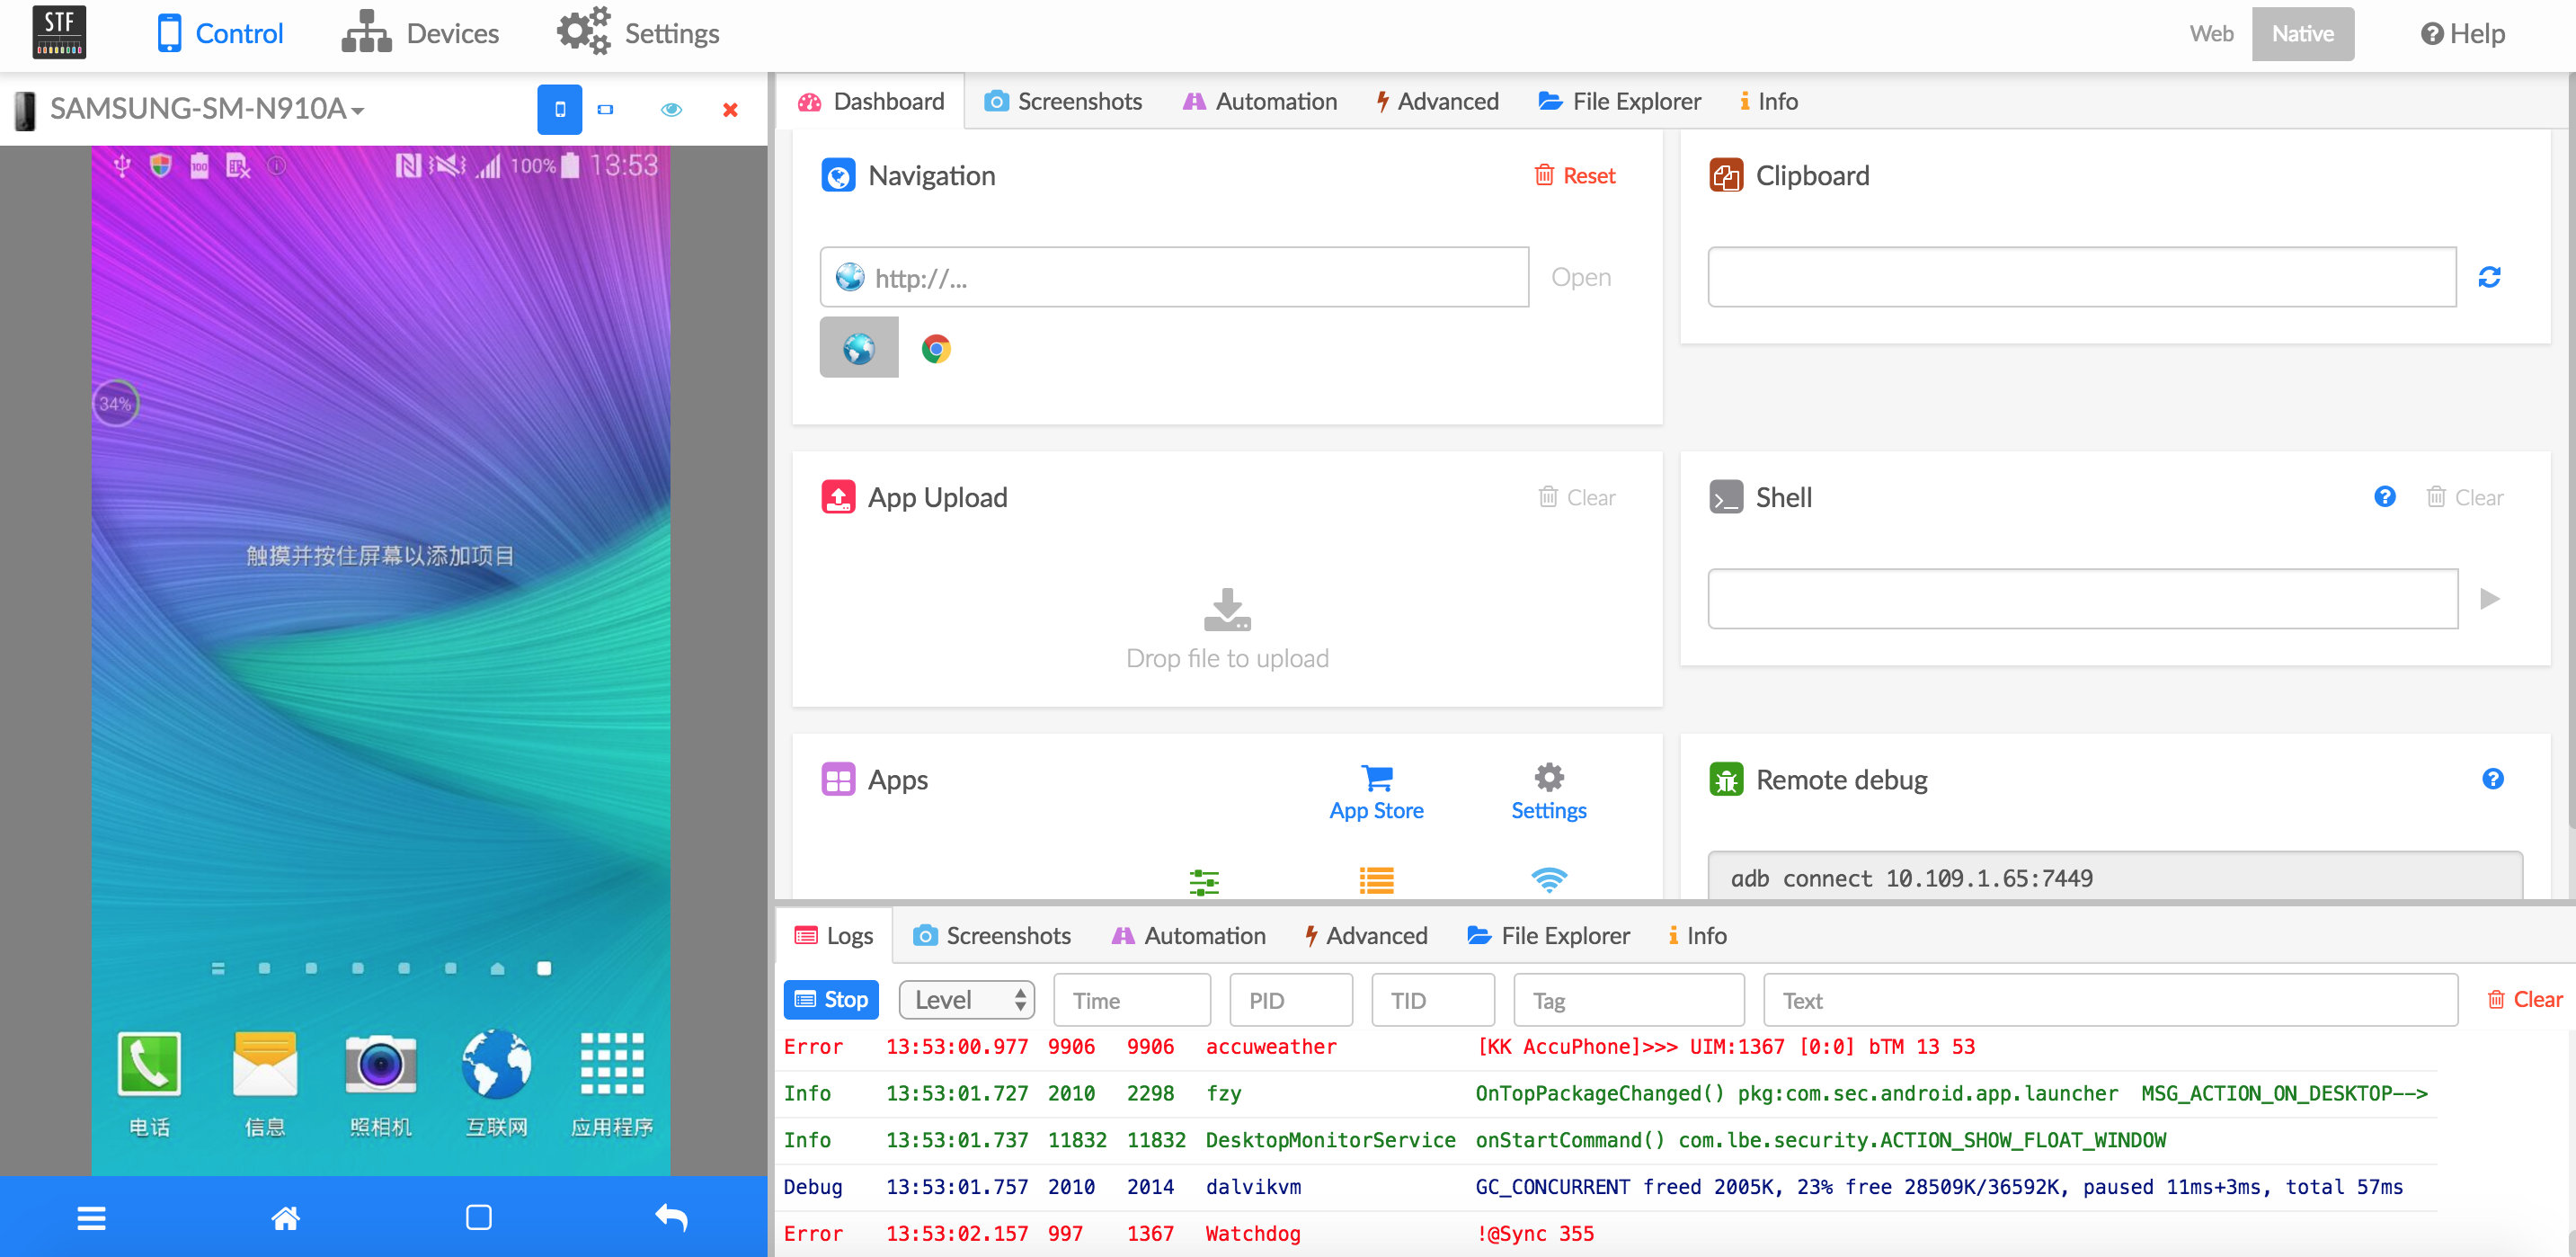 STF Control Devices Settings Web Native Help
SAMSUNG-SM-N910A
100 100% 13:53
34%
触摸并按住屏幕以添加项目
电话 信息 照相机 互联网 应用程序
Dashboard Screenshots Automation Advanced File Explorer Info
Navigation Reset
http://...
Open
Clipboard
App Upload Clear
Drop file to upload
Shell Clear
Apps App Store Settings
Remote debug
adb connect 10.109.1.65:7449
Logs Screenshots Automation Advanced File Explorer Info
Stop Level Time PID TID Tag Text Clear
Error 13:53:00.977 9906 9906 accuweather [KK AccuPhone]>>> UIM:1367 [0:0] bTM 13 53
Info 13:53:01.727 2010 2298 fzy OnTopPackageChanged() pkg:com.sec.android.app.launcher MSG_ACTION_ON_DESKTOP-->
Info 13:53:01.737 11832 11832 DesktopMonitorService onStartCommand() com.lbe.security.ACTION_SHOW_FLOAT_WINDOW
Debug 13:53:01.757 2010 2014 dalvikvm GC_CONCURRENT freed 2005K, 23% free 28509K/36592K, paused 11ms+3ms, total 57ms
Error 13:53:02.157 997 1367 Watchdog !@Sync 355